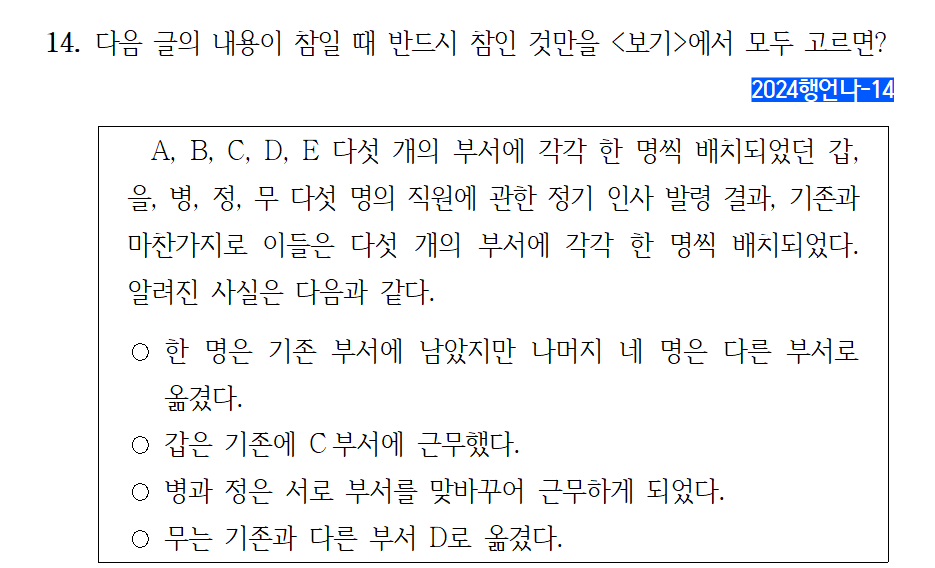 14. 다음 글의 내용이 참일 때 반드시 참인 것만을 <보기>에서 모두 고르면?
2024행언나-14
A, B, C, D, E 다섯 개의 부서에 각각 한 명씩 배치되었던 갑,
을, 병, 정, 무 다섯 명의 직원에 관한 정기 인사 발령 결과, 기존과
마찬가지로 이들은 다섯 개의 부서에 각각 한 명씩 배치되었다.
알려진 사실은 다음과 같다.
○ 한 명은 기존 부서에 남았지만 나머지 네 명은 다른 부서로
옮겼다.
○ 갑은 기존에 C부서에 근무했다.
○ 병과 정은 서로 부서를 맞바꾸어 근무하게 되었다.
○ 무는 기존과 다른 부서 D로 옮겼다.